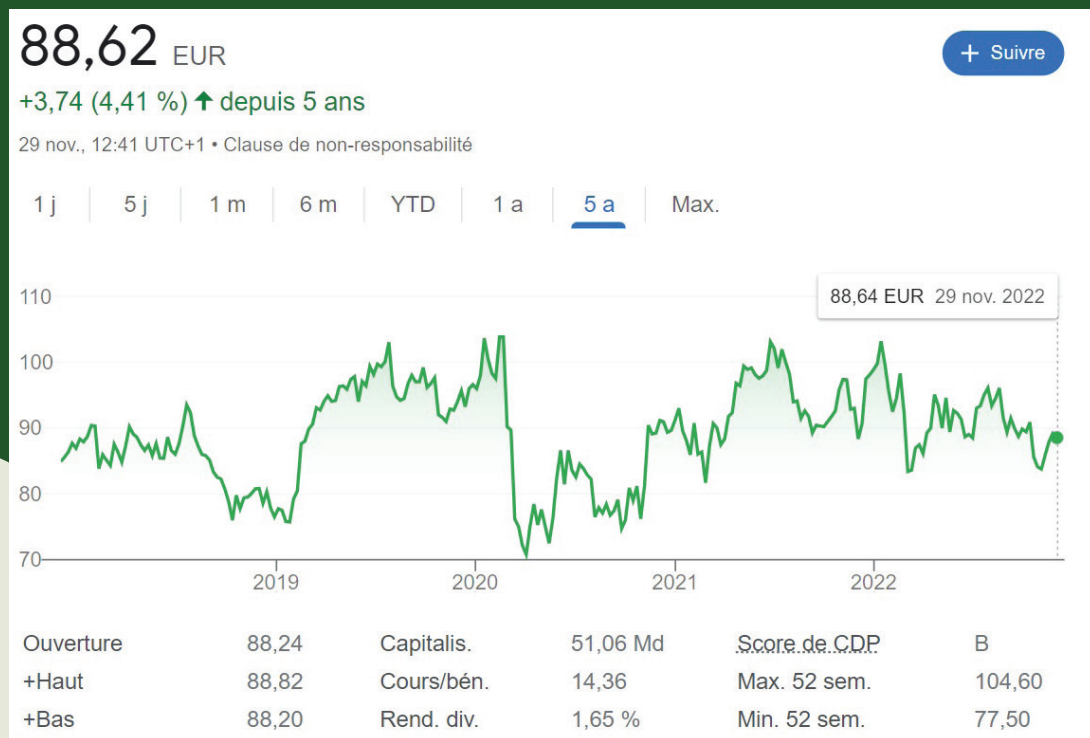 88,62 EUR
+ Suivre
+3,74 (4,41 %) ↑ depuis 5 ans
29 nov., 12:41 UTC+1 • Clause de non-responsabilité
1 j 5 j 1 m 6 m YTD 1 a 5 a Max.
88,64 EUR 29 nov. 2022
110
100
90
80
70
2019 2020 2021 2022
Ouverture 88,24 Capitalis. 51,06 Md Score de CDP B
+Haut 88,82 Cours/bén. 14,36 Max. 52 sem. 104,60
+Bas 88,20 Rend. div. 1,65 % Min. 52 sem. 77,50